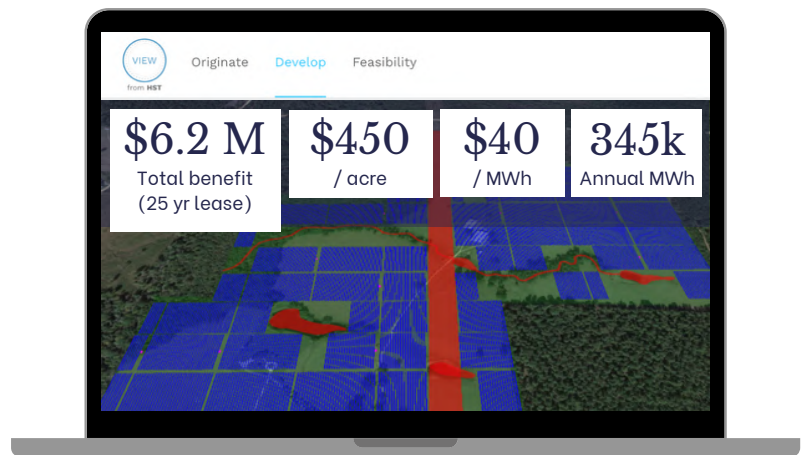 VIEW
from HST
Originate
Develop
Feasibility
$6.2 M
Total benefit
(25 yr lease)
$450
/ acre
$40
/ MWh
345k
Annual MWh